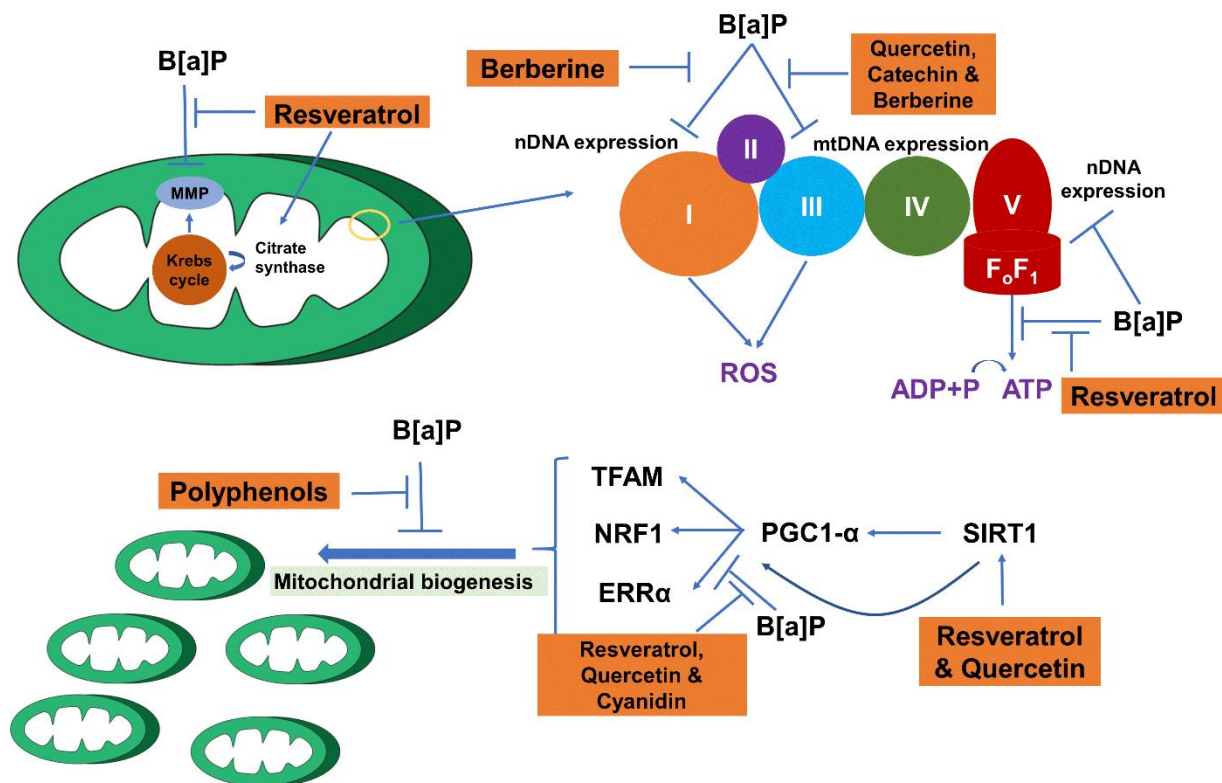 B[a]P
Resveratrol
MMP
Krebs
cycle
Citrate
synthase
B[a]P
Berberine
Quercetin,
Catechin &
Berberine
nDNA expression
mtDNA expression
nDNA
expression
I
II
III
IV
V
FoF1
B[a]P
ROS
ADP+P ATP
Resveratrol
B[a]P
Polyphenols
Mitochondrial biogenesis
TFAM
NRF1
ERRα
PGC1-α
SIRT1
B[a]P
Resveratrol,
Quercetin &
Cyanidin
Resveratrol
& Quercetin